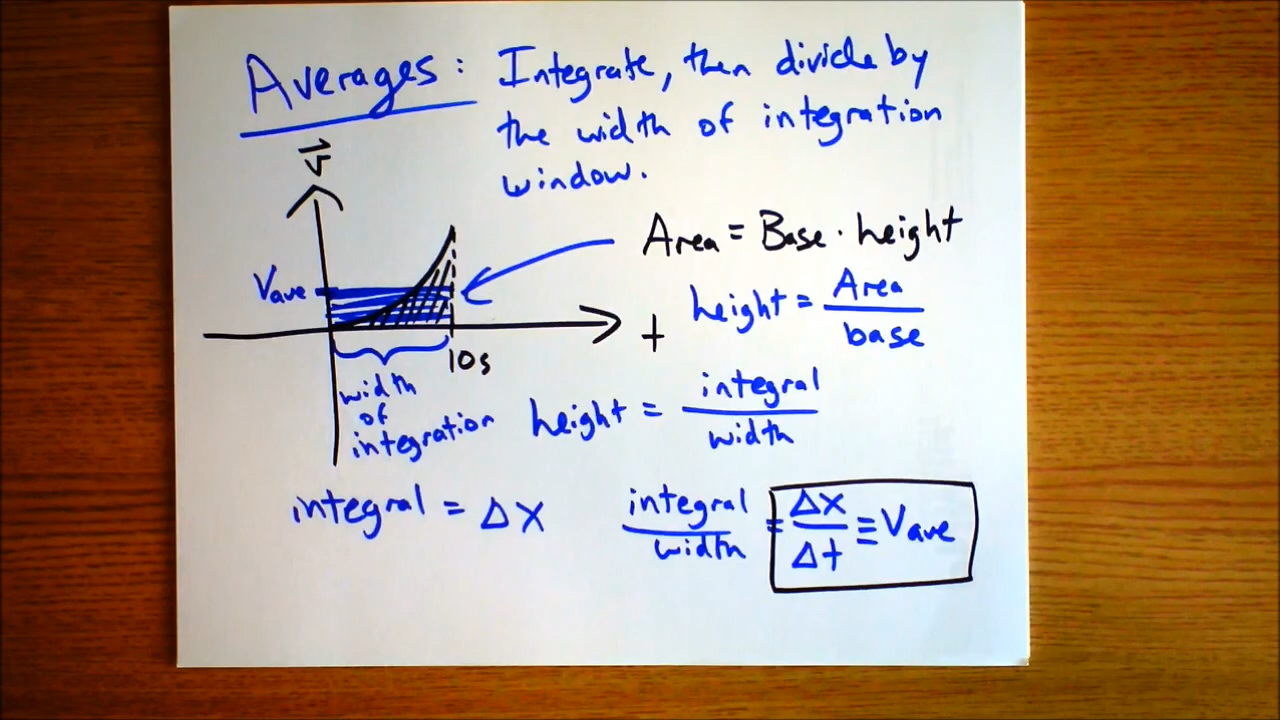 Averages: Integrate, then divide by
the width of integration
window.
v⃗
Area = Base · height
Vave
height = Area / base
t
10s
width
of
integration
height = integral / width
integral = Δx
integral / width = Δx / Δt ≡ Vave